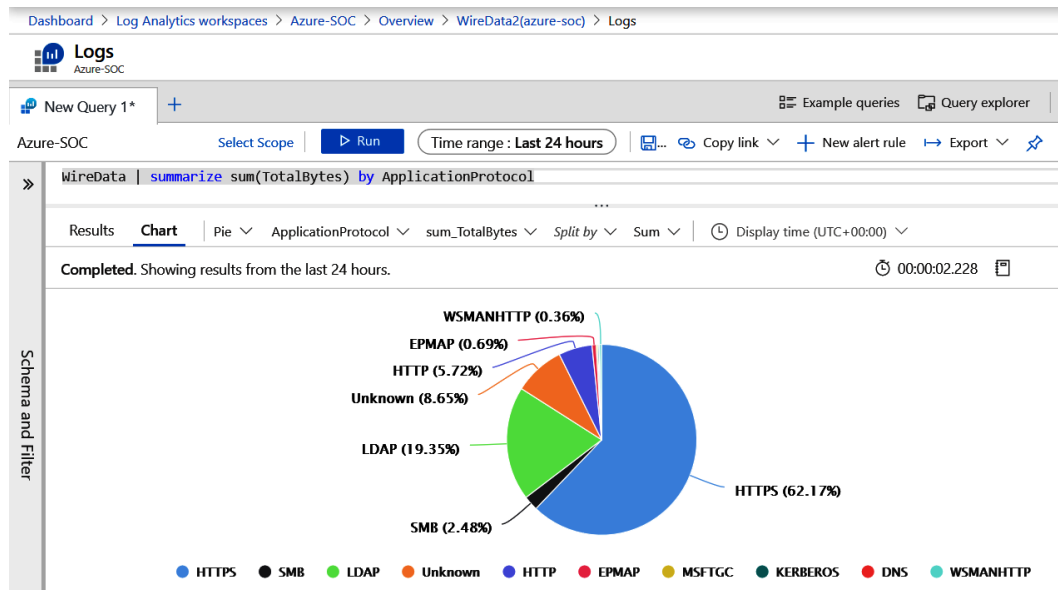 Dashboard > Log Analytics workspaces > Azure-SOC > Overview > WireData2(azure-soc) > Logs
Logs
Azure-SOC
New Query 1* +
Example queries Query explorer
Azure-SOC Select Scope Run Time range : Last 24 hours ... Copy link New alert rule Export
» WireData | summarize sum(TotalBytes) by ApplicationProtocol
...
Results Chart Pie ApplicationProtocol sum_TotalBytes Split by Sum Display time (UTC+00:00)
Completed. Showing results from the last 24 hours. 00:00:02.228
Schema and Filter
WSMANHTTP (0.36%)
EPMAP (0.69%)
HTTP (5.72%)
Unknown (8.65%)
LDAP (19.35%)
HTTPS (62.17%)
SMB (2.48%)
HTTPS SMB LDAP Unknown HTTP EPMAP MSFTGC KERBEROS DNS WSMANHTTP